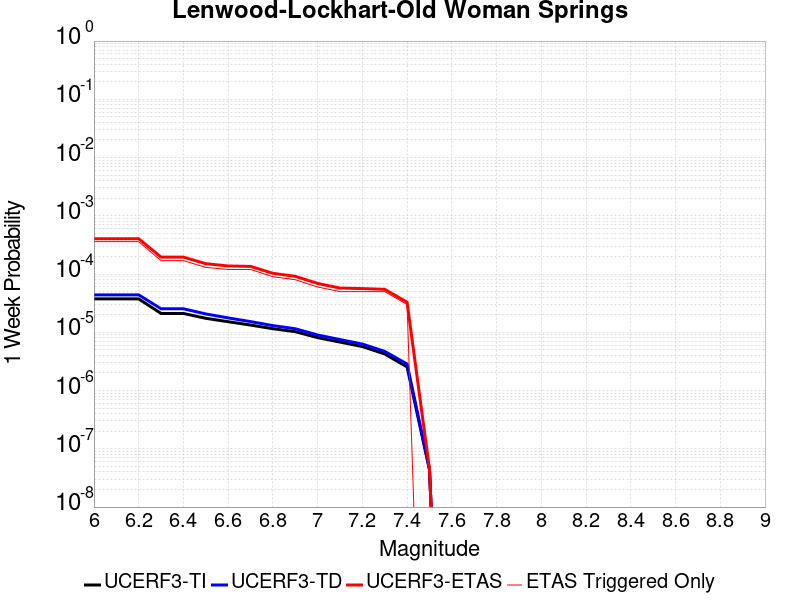 Lenwood-Lockhart-Old Woman Springs
10^0
10^-1
10^-2
10^-3
10^-4
10^-5
10^-6
10^-7
10^-8
1 Week Probability
6 6.2 6.4 6.6 6.8 7 7.2 7.4 7.6 7.8 8 8.2 8.4 8.6 8.8 9
Magnitude
UCERF3-TI UCERF3-TD UCERF3-ETAS ETAS Triggered Only